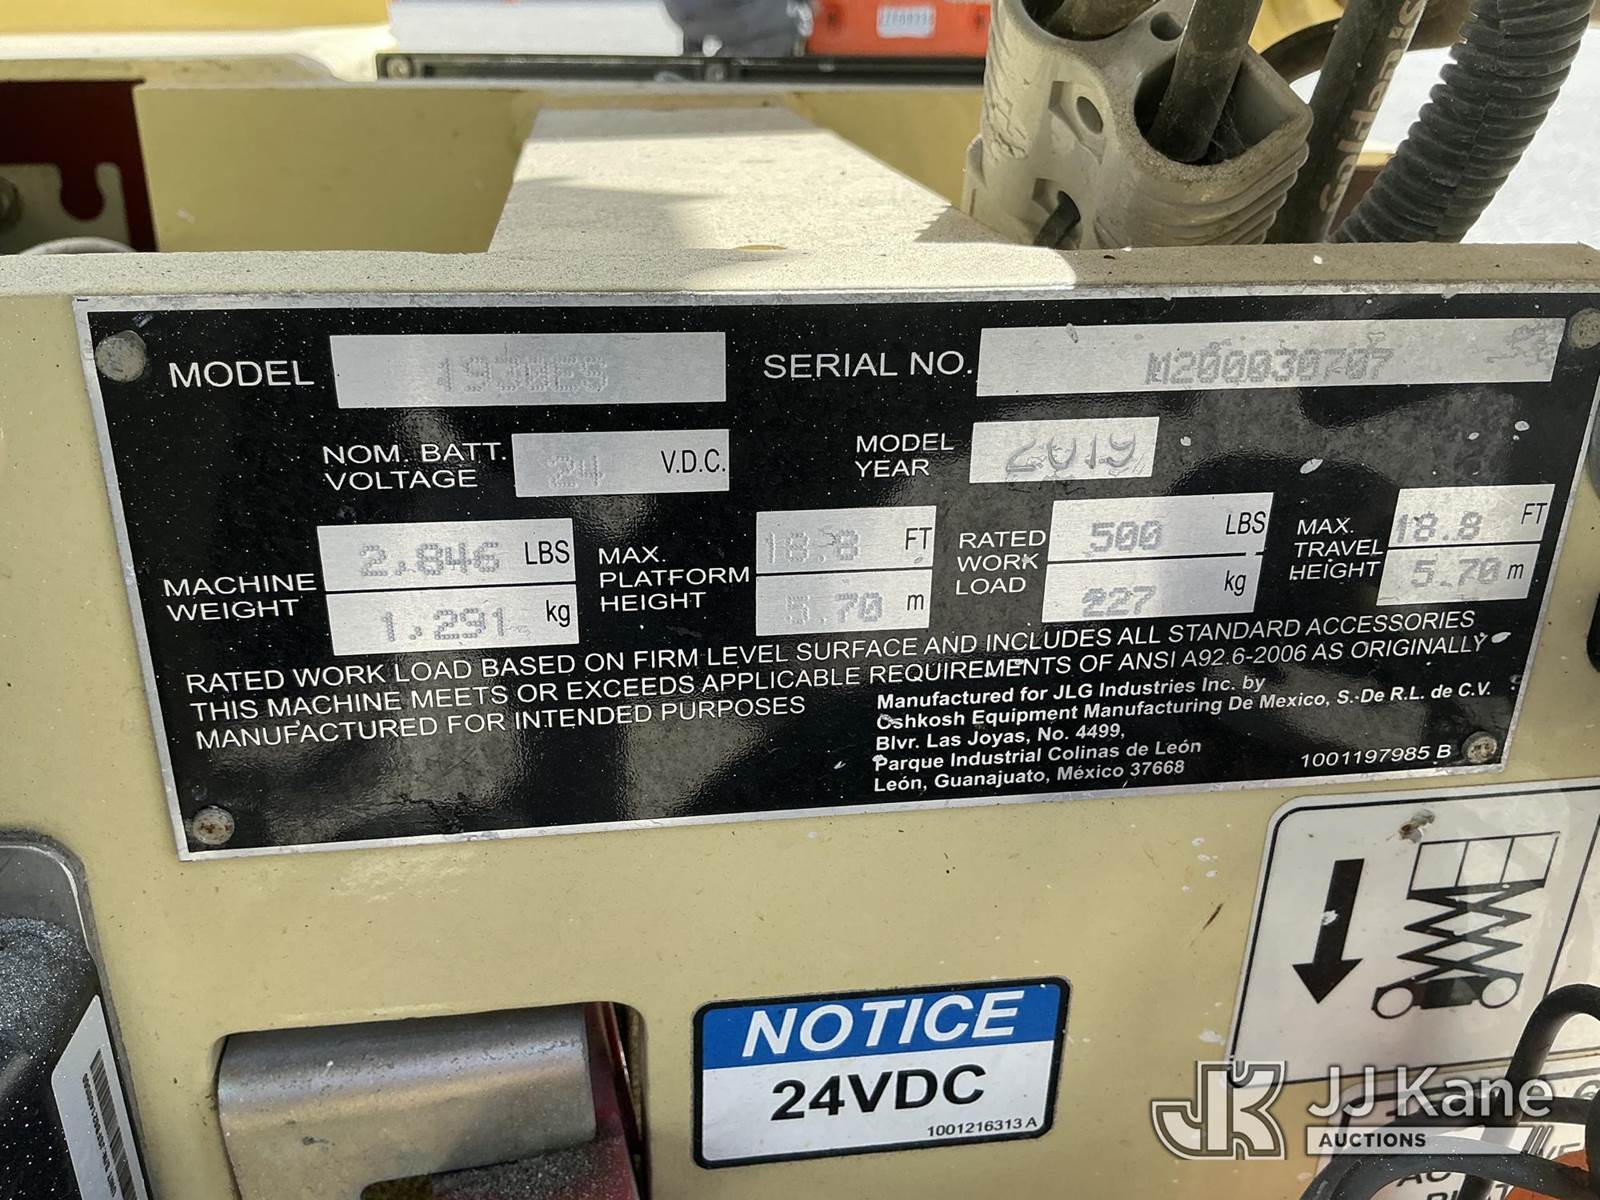 MODEL 1930ES
SERIAL NO. M200030707
NOM. BATT. VOLTAGE 24 V.D.C.
MODEL YEAR 2019
MACHINE WEIGHT 2,846 LBS
1,291 kg
MAX. PLATFORM HEIGHT 18.8 FT
5.70 m
RATED WORK LOAD 500 LBS
227 kg
MAX. TRAVEL HEIGHT 18.8 FT
5.70 m
RATED WORK LOAD BASED ON FIRM LEVEL SURFACE AND INCLUDES ALL STANDARD ACCESSORIES
THIS MACHINE MEETS OR EXCEEDS APPLICABLE REQUIREMENTS OF ANSI A92.6-2006 AS ORIGINALLY
MANUFACTURED FOR INTENDED PURPOSES
Manufactured for JLG Industries Inc. by
Oshkosh Equipment Manufacturing De Mexico, S. De R.L. de C.V.
Blvr. Las Joyas, No. 4499,
Parque Industrial Colinas de León
León, Guanajuato, México 37668
1001197985 B
NOTICE
24VDC
1001216313 A
JK JJ Kane
AUCTIONS